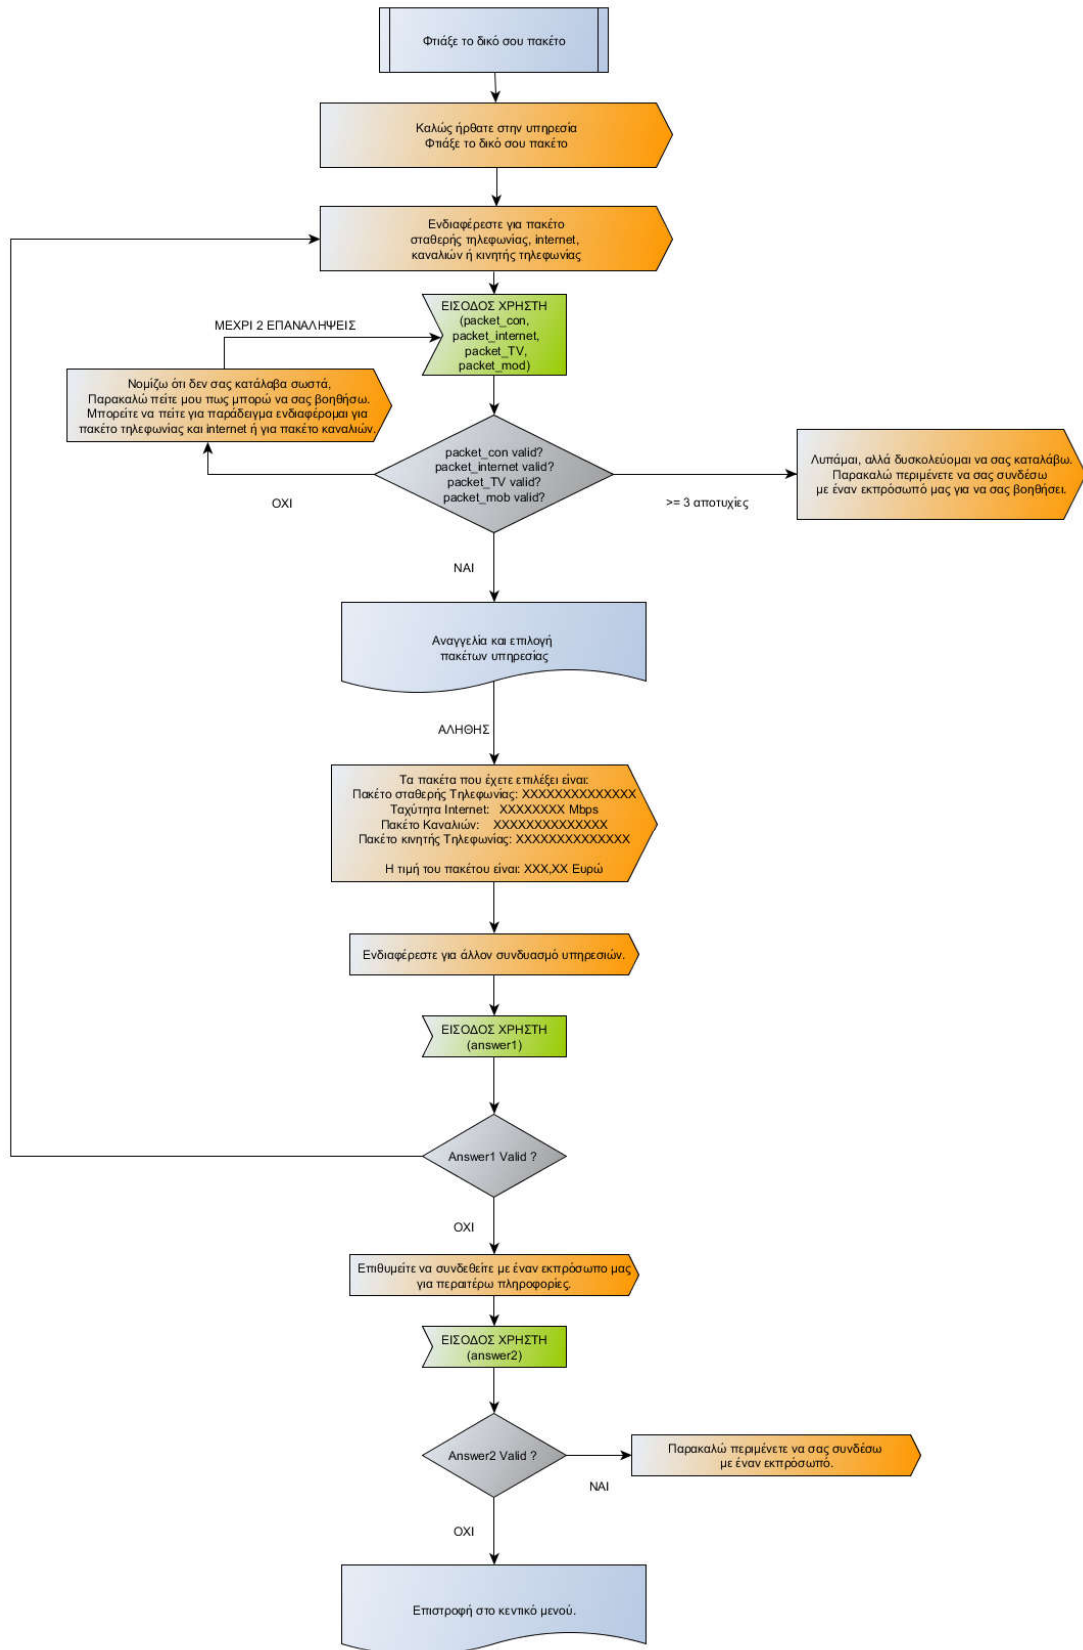 Φτιάξε το δικό σου πακέτο
Καλώς ήρθατε στην υπηρεσία
Φτιάξε το δικό σου πακέτο
Ενδιαφέρεστε για πακέτο
σταθερής τηλεφωνίας, internet,
καναλιών ή κινητής τηλεφωνίας
ΕΙΣΟΔΟΣ ΧΡΗΣΤΗ
(packet_con,
packet_internet,
packet_TV,
packet_mod)
ΜΕΧΡΙ 2 ΕΠΑΝΑΛΗΨΕΙΣ
Νομίζω ότι δεν σας κατάλαβα σωστά,
Παρακαλώ πείτε μου πως μπορώ να σας βοηθήσω.
Μπορείτε να πείτε για παράδειγμα ενδιαφέρομαι για
πακέτο τηλεφωνίας και internet ή για πακέτο καναλιών.
packet_con valid?
packet_internet valid?
packet_TV valid?
packet_mob valid?
ΟΧΙ
>= 3 αποτυχίες
Λυπάμαι, αλλά δυσκολεύομαι να σας καταλάβω.
Παρακαλώ περιμένετε να σας συνδέσω
με έναν εκπρόσωπό μας για να σας βοηθήσει.
ΝΑΙ
Αναγγελία και επιλογή
πακέτων υπηρεσίας
ΑΛΗΘΗΣ
Τα πακέτα που έχετε επιλέξει είναι:
Πακέτο σταθερής Τηλεφωνίας: XXXXXXXXXXXXXX
Ταχύτητα Internet: XXXXXXXX Mbps
Πακέτο Καναλιών: XXXXXXXXXXXXXX
Πακέτο κινητής Τηλεφωνίας: XXXXXXXXXXXXXX
Η τιμή του πακέτου είναι: XXX,XX Ευρώ
Ενδιαφέρεστε για άλλον συνδυασμό υπηρεσιών.
ΕΙΣΟΔΟΣ ΧΡΗΣΤΗ
(answer1)
Answer1 Valid ?
ΟΧΙ
Επιθυμείτε να συνδεθείτε με έναν εκπρόσωπο μας
για περαιτέρω πληροφορίες.
ΕΙΣΟΔΟΣ ΧΡΗΣΤΗ
(answer2)
Answer2 Valid ?
ΝΑΙ
Παρακαλώ περιμένετε να σας συνδέσω
με έναν εκπρόσωπό.
ΟΧΙ
Επιστροφή στο κεντικό μενού.